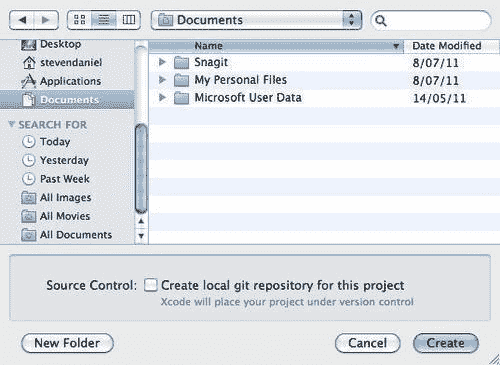 Documents
Name
Date Modified
Desktop
stevendaniel
Applications
Documents
SEARCH FOR
Today
Yesterday
Past Week
All Images
All Movies
All Documents
Snagit 8/07/11
My Personal Files 8/07/11
Microsoft User Data 14/05/11
Source Control: Create local git repository for this project
Xcode will place your project under version control
New Folder
Cancel
Create